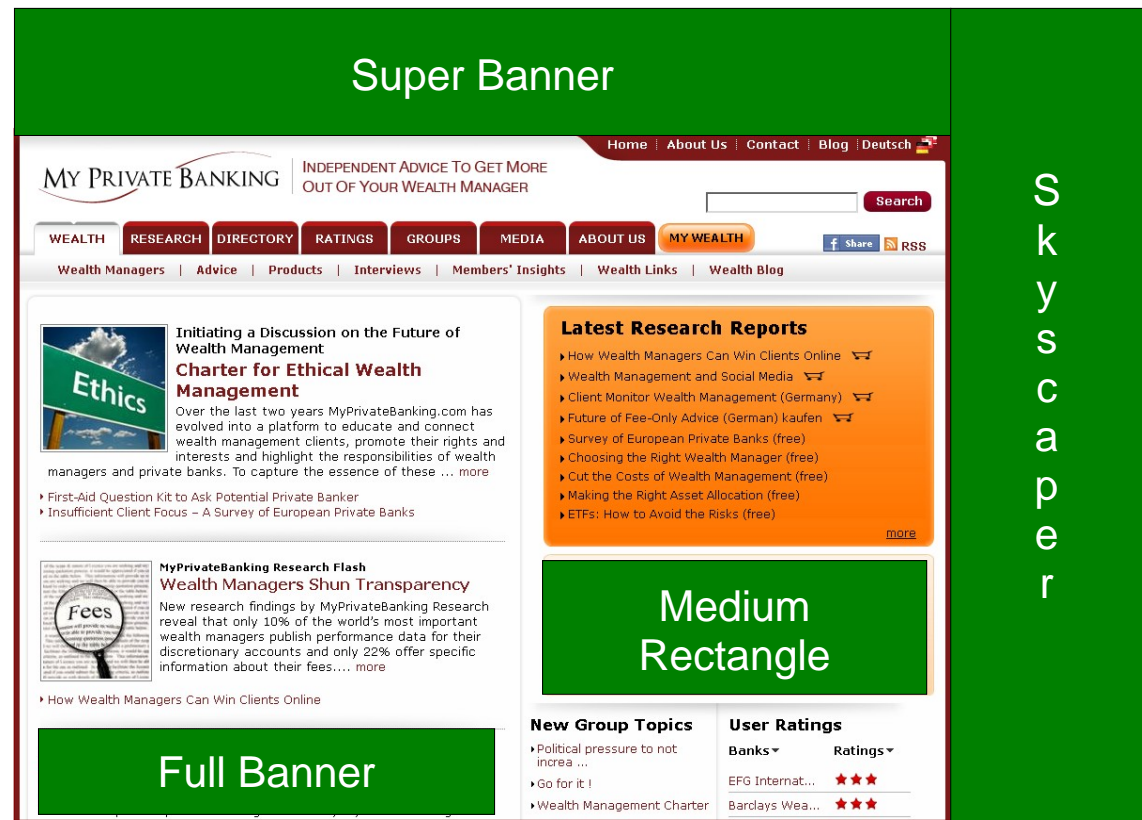 Super Banner
Home | About Us | Contact | Blog | Deutsch
MY PRIVATE BANKING
INDEPENDENT ADVICE TO GET MORE
OUT OF YOUR WEALTH MANAGER
Search
WEALTH RESEARCH DIRECTORY RATINGS GROUPS MEDIA ABOUT US MY WEALTH
f Share RSS
Wealth Managers | Advice | Products | Interviews | Members' Insights | Wealth Links | Wealth Blog
Ethics
Initiating a Discussion on the Future of
Wealth Management
Charter for Ethical Wealth
Management
Over the last two years MyPrivateBanking.com has
evolved into a platform to educate and connect
wealth management clients, promote their rights and
interests and highlight the responsibilities of wealth
managers and private banks. To capture the essence of these ... more
First-Aid Question Kit to Ask Potential Private Banker
Insufficient Client Focus – A Survey of European Private Banks
Fees
MyPrivateBanking Research Flash
Wealth Managers Shun Transparency
New research findings by MyPrivateBanking Research
reveal that only 10% of the world's most important
wealth managers publish performance data for their
discretionary accounts and only 22% offer specific
information about their fees.... more
How Wealth Managers Can Win Clients Online
Full Banner
Latest Research Reports
How Wealth Managers Can Win Clients Online
Wealth Management and Social Media
Client Monitor Wealth Management (Germany)
Future of Fee-Only Advice (German) kaufen
Survey of European Private Banks (free)
Choosing the Right Wealth Manager (free)
Cut the Costs of Wealth Management (free)
Making the Right Asset Allocation (free)
ETFs: How to Avoid the Risks (free)
more
Medium
Rectangle
New Group Topics
Political pressure to not
increa ...
Go for it !
Wealth Management Charter
User Ratings
Banks Ratings
EFG Internat...
Barclays Wea...
S
k
y
s
c
a
p
e
r